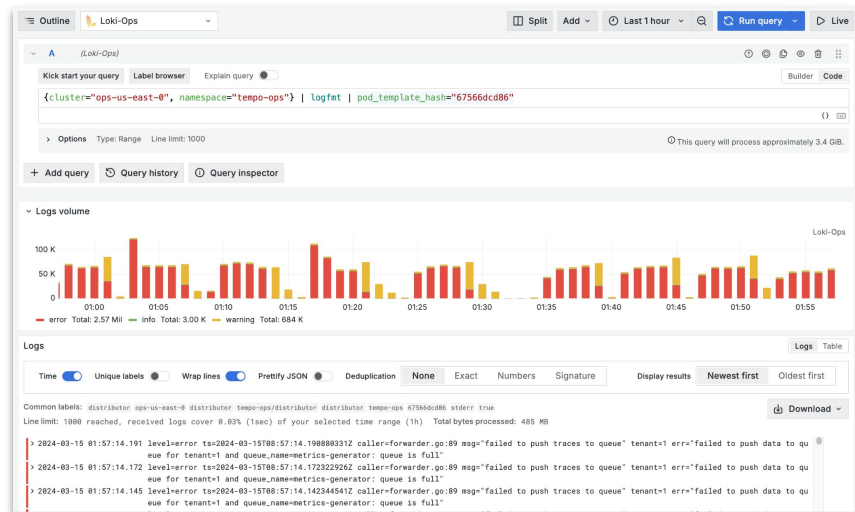 Outline
Loki-Ops
Split
Add
Last 1 hour
Run query
Live
A
(Loki-Ops)
Kick start your query
Label browser
Explain query
Builder
Code
{cluster="ops-us-east-0", namespace="tempo-ops"} | logfmt | pod_template_hash="67566dcd86"
{}
Options
Type: Range
Line limit: 1000
This query will process approximately 3.4 GiB.
+ Add query
Query history
Query inspector
Logs volume
Loki-Ops
100 K
50 K
0
01:00 01:05 01:10 01:15 01:20 01:25 01:30 01:35 01:40 01:45 01:50 01:55
error Total: 2.57 Mil info Total: 3.00 K warning Total: 684 K
Logs
Logs
Table
Time
Unique labels
Wrap lines
Prettify JSON
Deduplication
None
Exact
Numbers
Signature
Display results
Newest first
Oldest first
Common labels: distributor ops-us-east-0 distributor tempo-ops/distributor distributor tempo-ops 67566dcd86 stderr true
Download
Line limit: 1000 reached, received logs cover 0.03% (1sec) of your selected time range (1h) Total bytes processed: 485 MB
> 2024-03-15 01:57:14.191 level=error ts=2024-03-15T08:57:14.190880331Z caller=forwarder.go:89 msg="failed to push traces to queue" tenant=1 err="failed to push data to qu
eue for tenant=1 and queue_name=metrics-generator: queue is full"
> 2024-03-15 01:57:14.172 level=error ts=2024-03-15T08:57:14.172322926Z caller=forwarder.go:89 msg="failed to push traces to queue" tenant=1 err="failed to push data to qu
eue for tenant=1 and queue_name=metrics-generator: queue is full"
> 2024-03-15 01:57:14.145 level=error ts=2024-03-15T08:57:14.142344541Z caller=forwarder.go:89 msg="failed to push traces to queue" tenant=1 err="failed to push data to qu
eue for tenant=1 and queue_name=metrics-generator: queue is full"